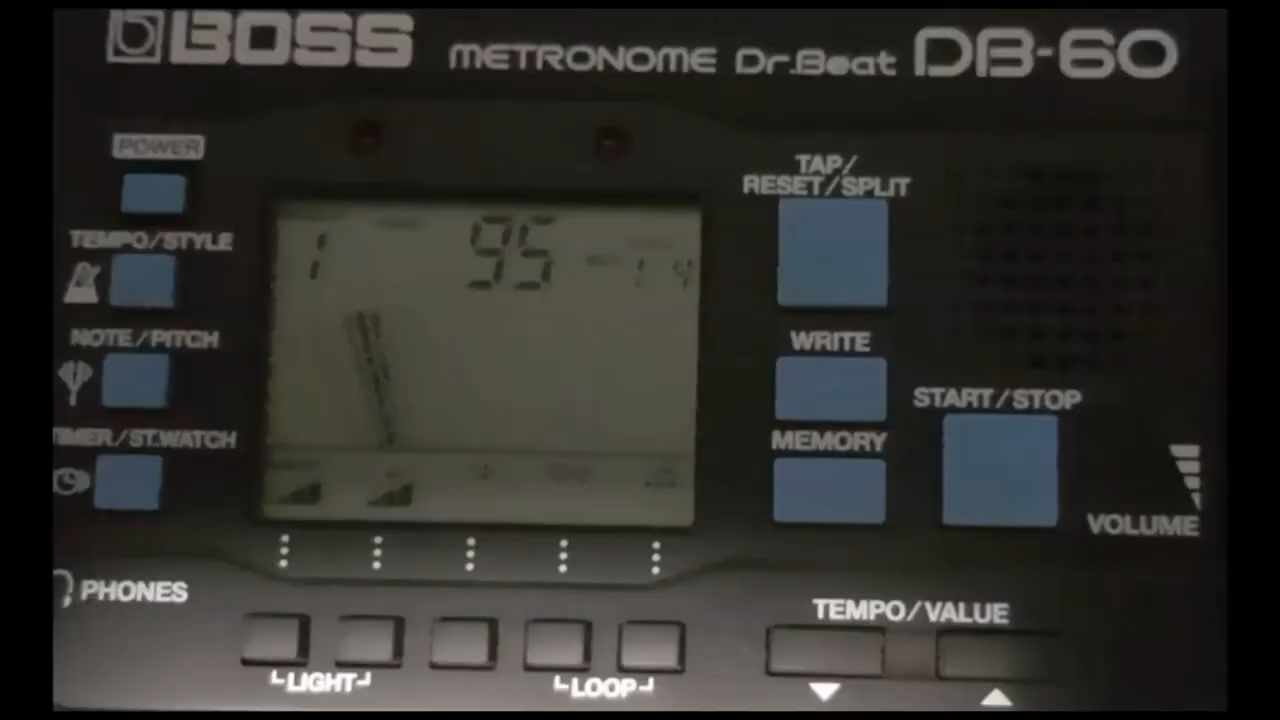 BOSS METRONOME Dr.Beat DB-60
POWER
TAP/
RESET/SPLIT
TEMPO/STYLE
1 95 14
NOTE/PITCH
WRITE
START/STOP
TIMER/ST.WATCH
MEMORY
VOLUME
PHONES
TEMPO/VALUE
LIGHT
LOOP